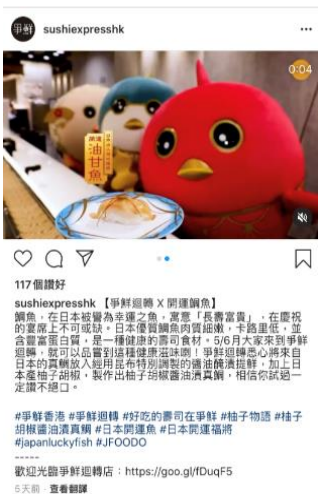 爭鮮 sushiexpresshk
0:04
開運
油甘魚
117個讚好
sushiexpresshk 【爭鮮迴轉 X 開運鯛魚】
鯛魚，在日本被譽為幸運之魚，寓意「長壽富貴」，在慶祝
的宴席上不可或缺。日本優質鯛魚肉質細嫩，卡路里低，並
含豐富蛋白質，是一種健康的壽司食材。5/6月大家來到爭鮮
迴轉，就可以品嘗到這種健康滋味喇！爭鮮迴轉悉心將來自
日本的真鯛放入經用昆布特別調製的醬油醃漬提鮮，加上日
本產柚子胡椒，製作出柚子胡椒醬油漬真鯛，相信你試過一
定讚不絕口。
#爭鮮香港 #爭鮮迴轉 #好吃的壽司在爭鮮 #柚子物語 #柚子
胡椒醬油漬真鯛 #日本開運魚 #日本開運福將
#japanluckyfish #JFOODO
-----
歡迎光臨爭鮮迴轉店：https://goo.gl/fDuqF5
5天前 · 查看翻譯